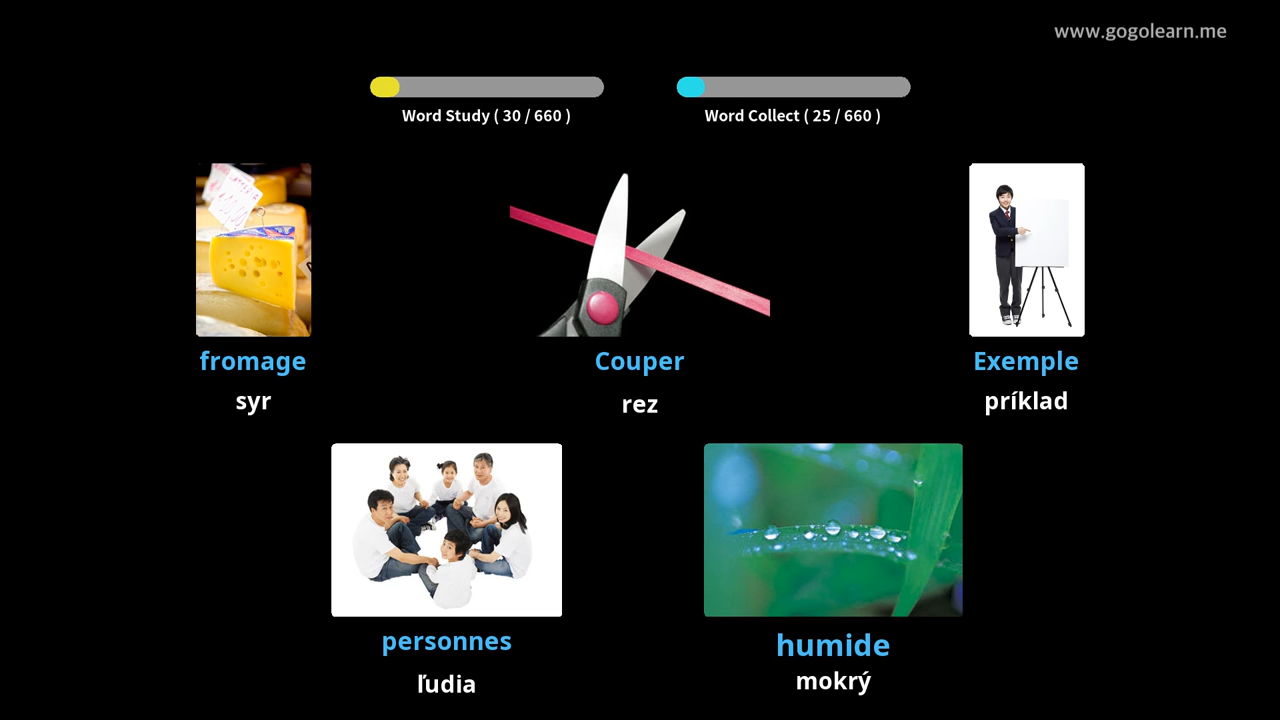 www.gogolearn.me
Word Study ( 30 / 660 )
Word Collect ( 25 / 660 )
fromage
syr
Couper
rez
Exemple
príklad
personnes
ľudia
humide
mokrý